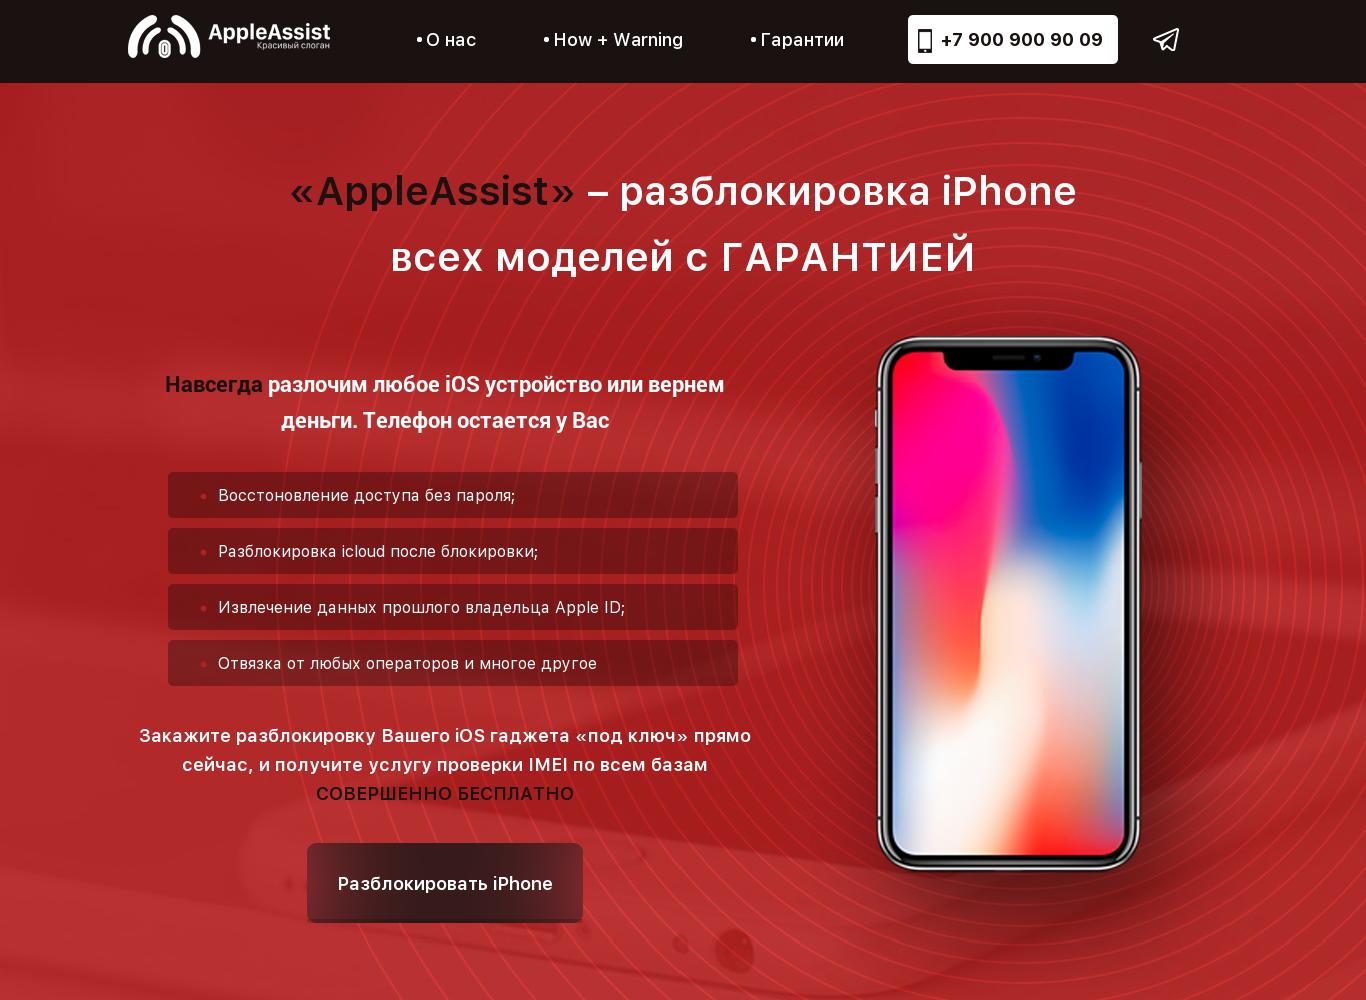 AppleAssist
Красивый слоган
О нас
How + Warning
Гарантии
+7 900 900 90 09
«AppleAssist» – разблокировка iPhone
всех моделей с ГАРАНТИЕЙ
Навсегда разлочим любое iOS устройство или вернем
деньги. Телефон остается у Вас
Восстоновление доступа без пароля;
Разблокировка icloud после блокировки;
Извлечение данных прошлого владельца Apple ID;
Отвязка от любых операторов и многое другое
Закажите разблокировку Вашего iOS гаджета «под ключ» прямо
сейчас, и получите услугу проверки IMEI по всем базам
СОВЕРШЕННО БЕСПЛАТНО
Разблокировать iPhone